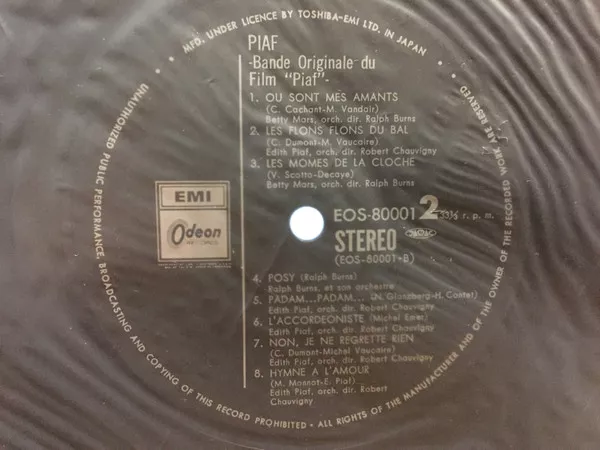 MFD. UNDER LICENCE BY TOSHIBA-EMI LTD. IN JAPAN
PIAF
-Bande Originale du
Film "Piaf"-
1. OU SONT MES AMANTS
(C. Cachant-M. Vandair)
Betty Mars, orch. dir. Ralph Burns
2. LES FLONS FLONS DU BAL
(C. Dumont-M. Vaucaire)
Edith Piaf, orch. dir. Robert Chauvigny
3. LES MOMES DE LA CLOCHE
(V. Scotto-Decaye)
Betty Mars, orch. dir. Ralph Burns
EMI
Odeon
EOS-80001 2 33⅓ r. p. m.
STEREO
(EOS-80001-B)
4. POSY (Ralph Burns)
Ralph Burns, et son orchestre
5. PADAM...PADAM... (N. Glanzberg-H. Contet)
Edith Piaf, orch. dir. Robert Chauvigny
6. L'ACCORDEONISTE (Michel Emer)
Edith Piaf, orch. dir. Robert Chauvigny
7. NON, JE NE REGRETTE RIEN
(C. Dumont-Michel Vaucaire)
Edith Piaf, orch. dir. Robert Chauvigny
8. HYMNE A L'AMOUR
(M. Monnot-E. Piaf)
Edith Piaf, orch. dir. Robert
Chauvigny
UNAUTHORIZED PUBLIC PERFORMANCE, BROADCASTING AND COPYING OF THIS RECORD PROHIBITED • ALL RIGHTS OF THE MANUFACTURER AND OF THE OWNER OF THE RECORDED WORK ARE RESERVED